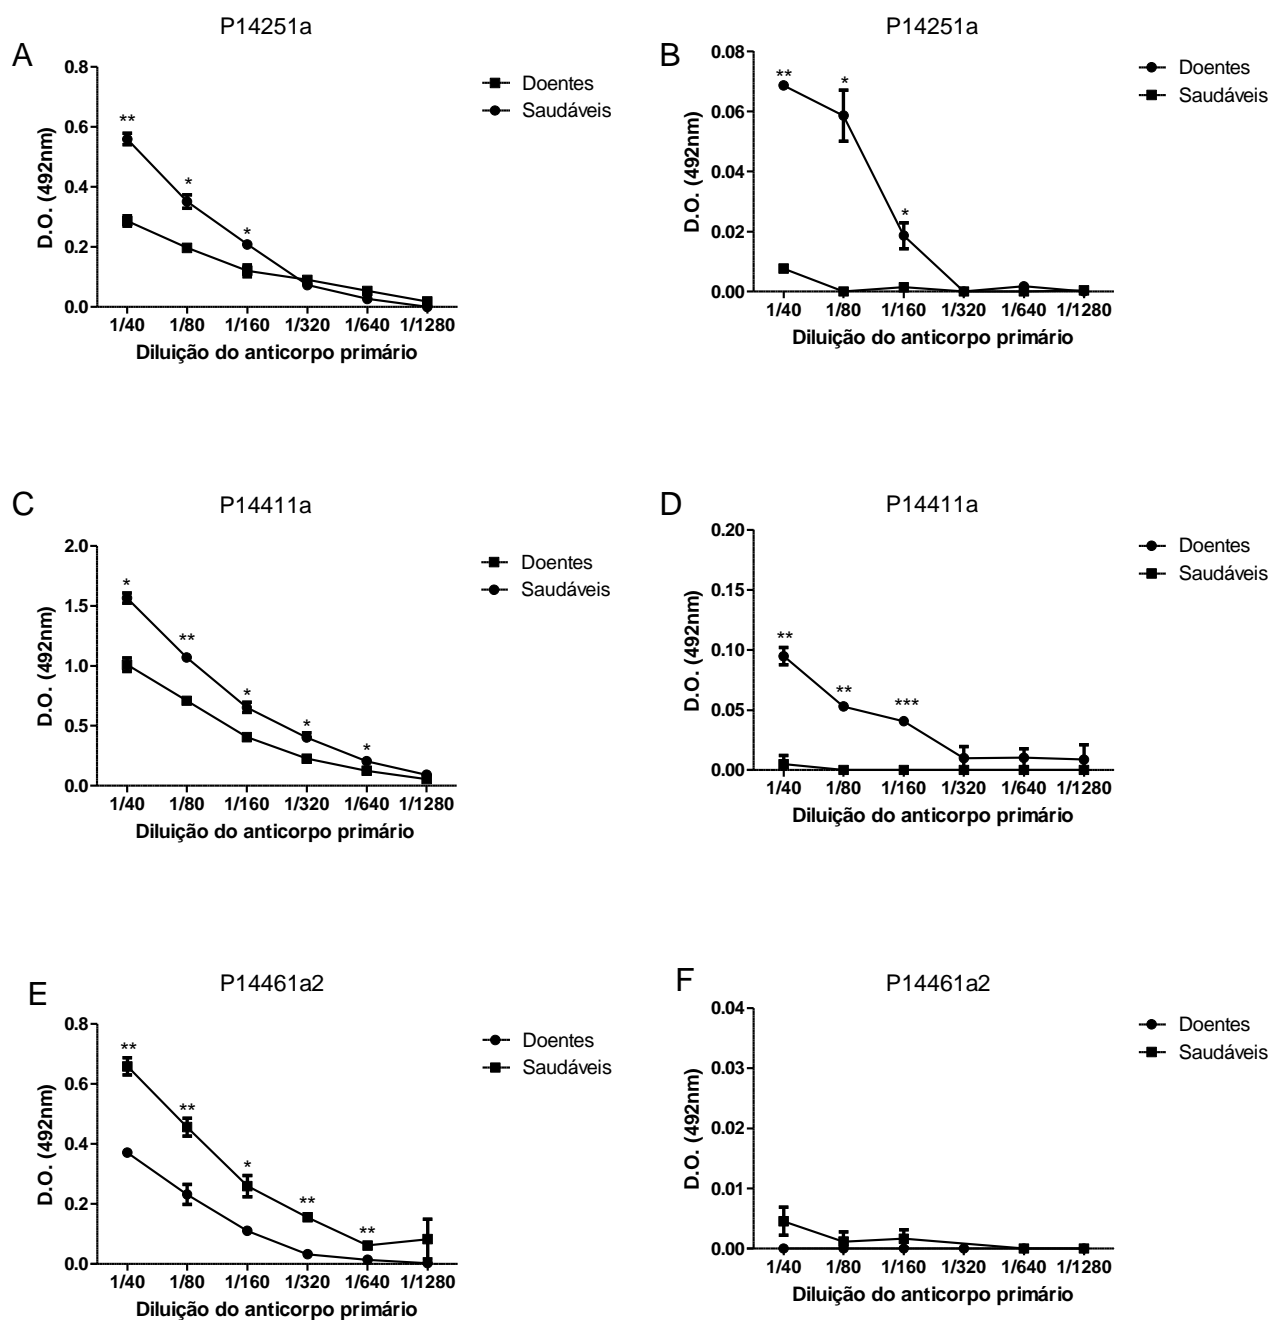 A
P14251a
0.8
0.6
0.4
0.2
0.0
D.O. (492nm)
**
*
*
1/40 1/80 1/160 1/320 1/640 1/1280
Diluição do anticorpo primário
Doentes
Saudáveis
B
P14251a
0.08
0.06
0.04
0.02
0.00
D.O. (492nm)
**
*
*
1/40 1/80 1/160 1/320 1/640 1/1280
Diluição do anticorpo primário
Doentes
Saudáveis
C
P14411a
2.0
1.5
1.0
0.5
0.0
D.O. (492nm)
*
**
*
*
*
1/40 1/80 1/160 1/320 1/640 1/1280
Diluição do anticorpo primário
Doentes
Saudáveis
D
P14411a
0.20
0.15
0.10
0.05
0.00
D.O. (492nm)
**
**
***
1/40 1/80 1/160 1/320 1/640 1/1280
Diluição do anticorpo primário
Doentes
Saudáveis
E
P14461a2
0.8
0.6
0.4
0.2
0.0
D.O. (492nm)
**
**
*
**
**
1/40 1/80 1/160 1/320 1/640 1/1280
Diluição do anticorpo primário
Doentes
Saudáveis
F
P14461a2
0.04
0.03
0.02
0.01
0.00
D.O. (492nm)
1/40 1/80 1/160 1/320 1/640 1/1280
Diluição do anticorpo primário
Doentes
Saudáveis